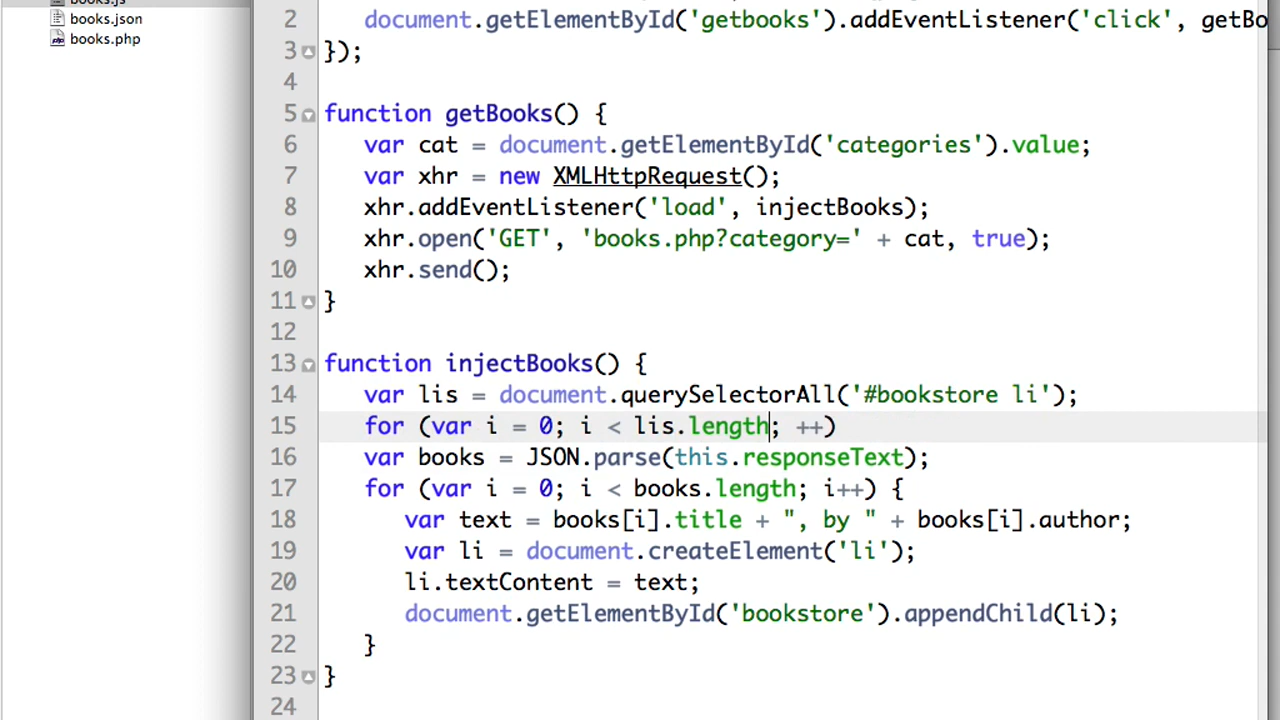 books.js
books.json
books.php
2 document.getElementById('getbooks').addEventListener('click', getBo
3 });
4
5 function getBooks() {
6 var cat = document.getElementById('categories').value;
7 var xhr = new XMLHttpRequest();
8 xhr.addEventListener('load', injectBooks);
9 xhr.open('GET', 'books.php?category=' + cat, true);
10 xhr.send();
11 }
12
13 function injectBooks() {
14 var lis = document.querySelectorAll('#bookstore li');
15 for (var i = 0; i < lis.length; ++)
16 var books = JSON.parse(this.responseText);
17 for (var i = 0; i < books.length; i++) {
18 var text = books[i].title + ", by " + books[i].author;
19 var li = document.createElement('li');
20 li.textContent = text;
21 document.getElementById('bookstore').appendChild(li);
22 }
23 }
24